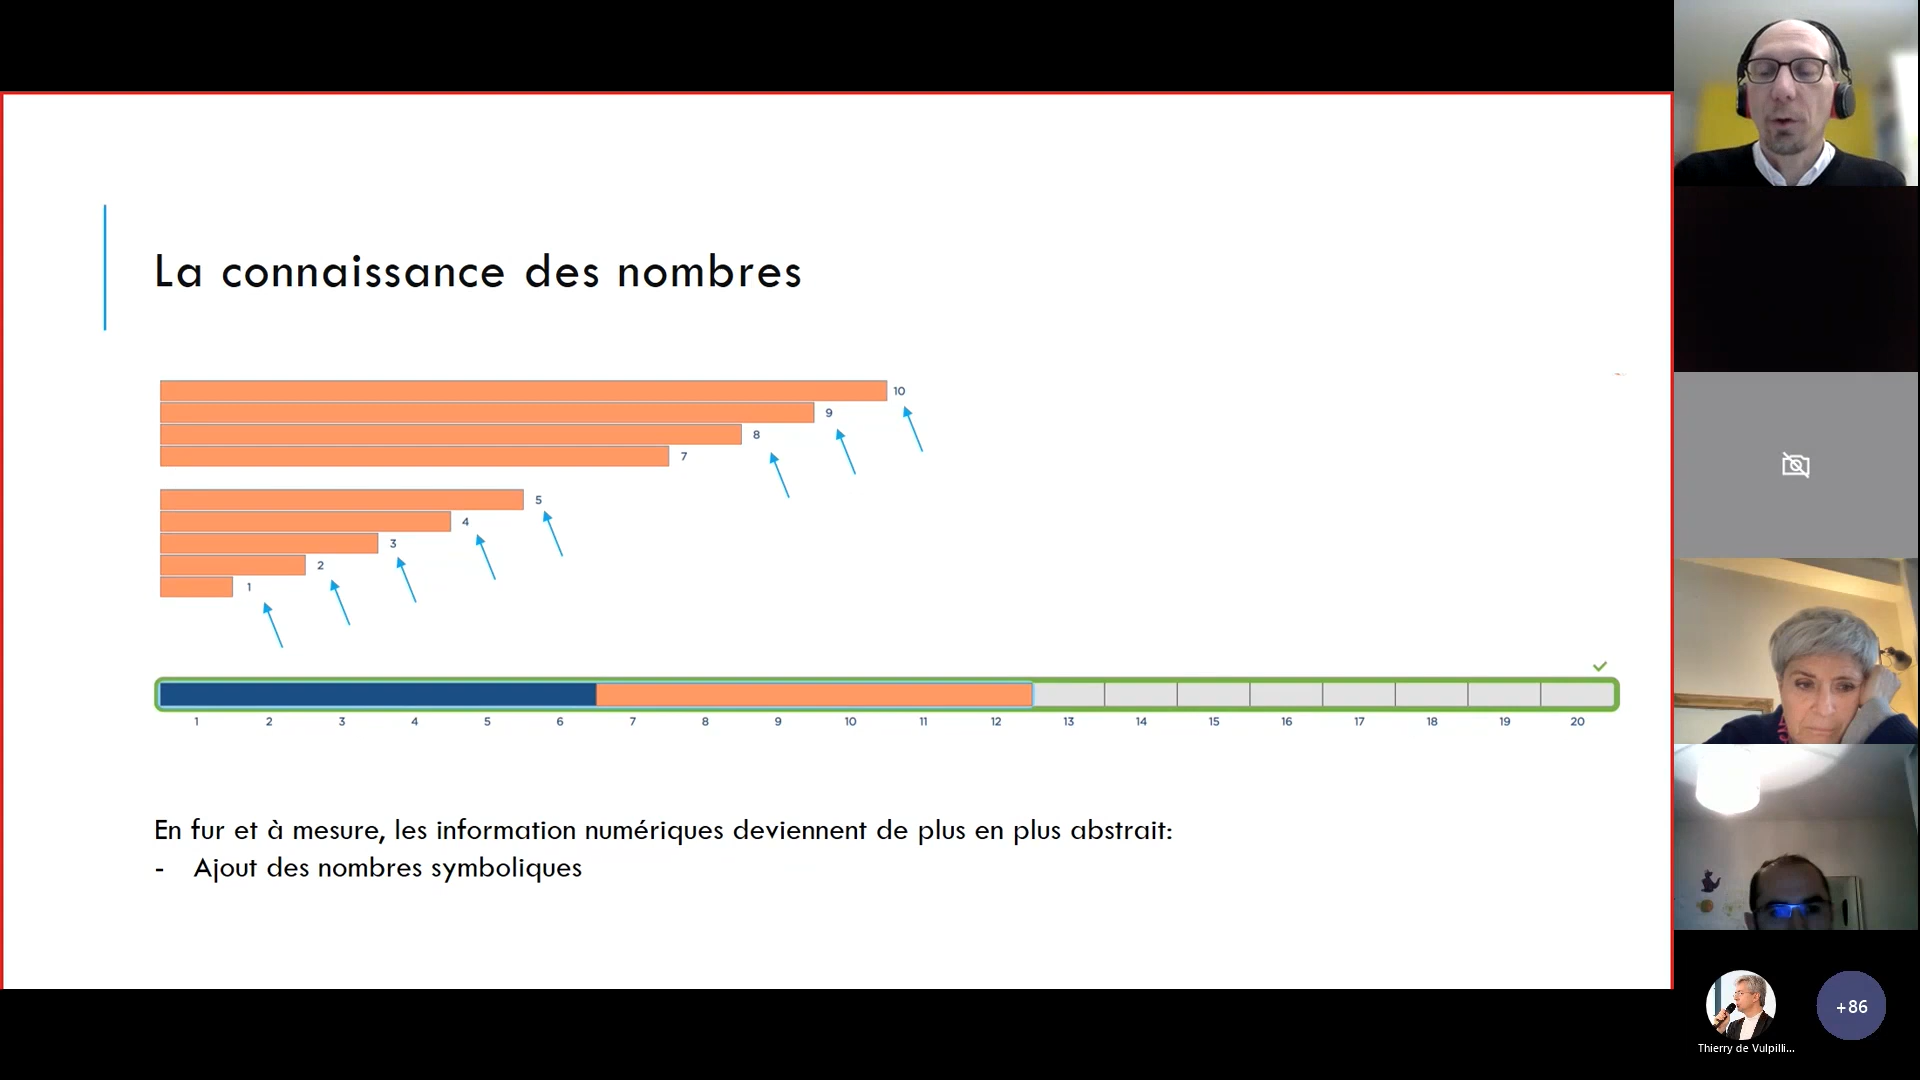 La connaissance des nombres
10
9
8
7
5
4
3
2
1
1 2 3 4 5 6 7 8 9 10 11 12 13 14 15 16 17 18 19 20
En fur et à mesure, les information numériques deviennent de plus en plus abstrait:
- Ajout des nombres symboliques
+86
Thierry de Vulpilli...